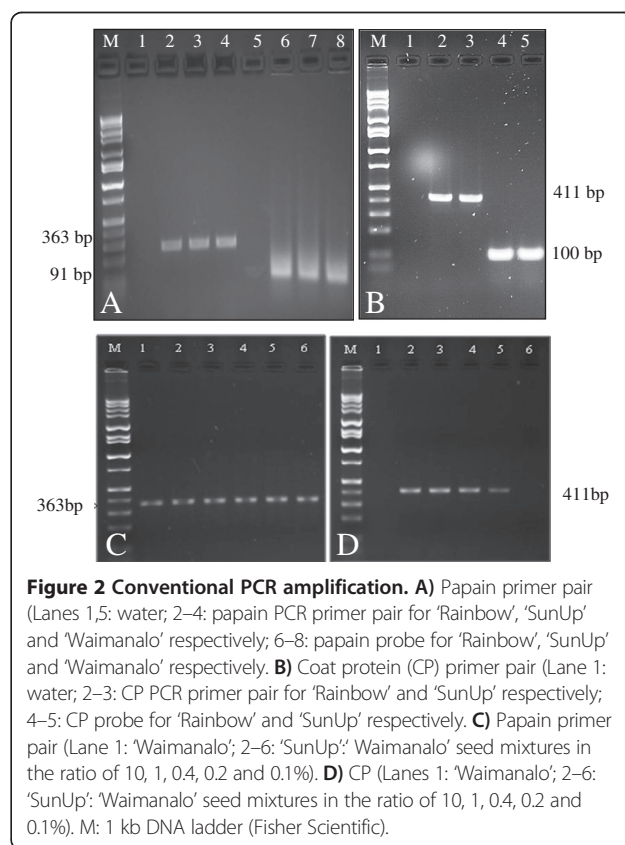 M 1 2 3 4 5 6 7 8
M 1 2 3 4 5
363 bp
91 bp
A
411 bp
100 bp
B
M 1 2 3 4 5 6
M 1 2 3 4 5 6
363bp
C
D
411bp
Figure 2 Conventional PCR amplification. A) Papain primer pair
(Lanes 1,5: water; 2–4: papain PCR primer pair for ‘Rainbow’, ‘SunUp’
and ‘Waimanalo’ respectively; 6–8: papain probe for ‘Rainbow’, ‘SunUp’
and ‘Waimanalo’ respectively. B) Coat protein (CP) primer pair (Lane 1:
water; 2–3: CP PCR primer pair for ‘Rainbow’ and ‘SunUp’ respectively;
4–5: CP probe for ‘Rainbow’ and ‘SunUp’ respectively. C) Papain primer
pair (Lane 1: ‘Waimanalo’; 2–6: ‘SunUp’:‘ Waimanalo’ seed mixtures in
the ratio of 10, 1, 0.4, 0.2 and 0.1%). D) CP (Lanes 1: ‘Waimanalo’; 2–6:
‘SunUp’: ‘Waimanalo’ seed mixtures in the ratio of 10, 1, 0.4, 0.2 and
0.1%). M: 1 kb DNA ladder (Fisher Scientific).